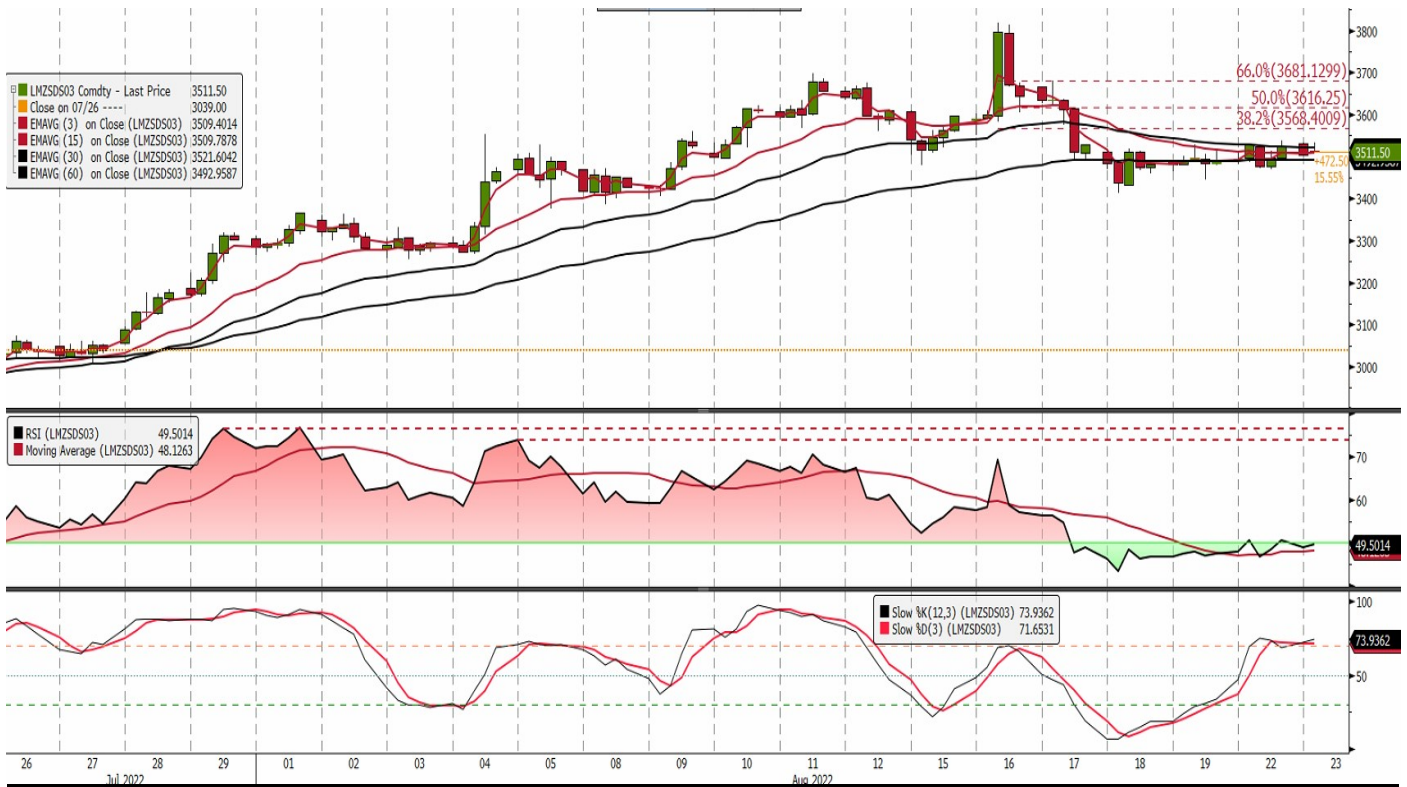 LMZSDS03 Comdty - Last Price 3511.50
Close on 07/26 ---- 3039.00
EMAVG (3) on Close (LMZSDS03) 3509.4014
EMAVG (15) on Close (LMZSDS03) 3509.7878
EMAVG (30) on Close (LMZSDS03) 3521.6042
EMAVG (60) on Close (LMZSDS03) 3492.9587
66.0%(3681.1299)
50.0%(3616.25)
38.2%(3568.4009)
3800
3700
3600
3511.50
+472.50
15.55%
3400
3300
3200
3100
3000
RSI (LMZSDS03) 49.5014
Moving Average (LMZSDS03) 48.1263
70
60
49.5014
Slow %K(12,3) (LMZSDS03) 73.9362
Slow %D(3) (LMZSDS03) 71.6531
100
73.9362
50
26 27 28 29 01 02 03 04 05 08 09 10 11 12 15 16 17 18 19 22 23
Jul 2022 Aug 2022